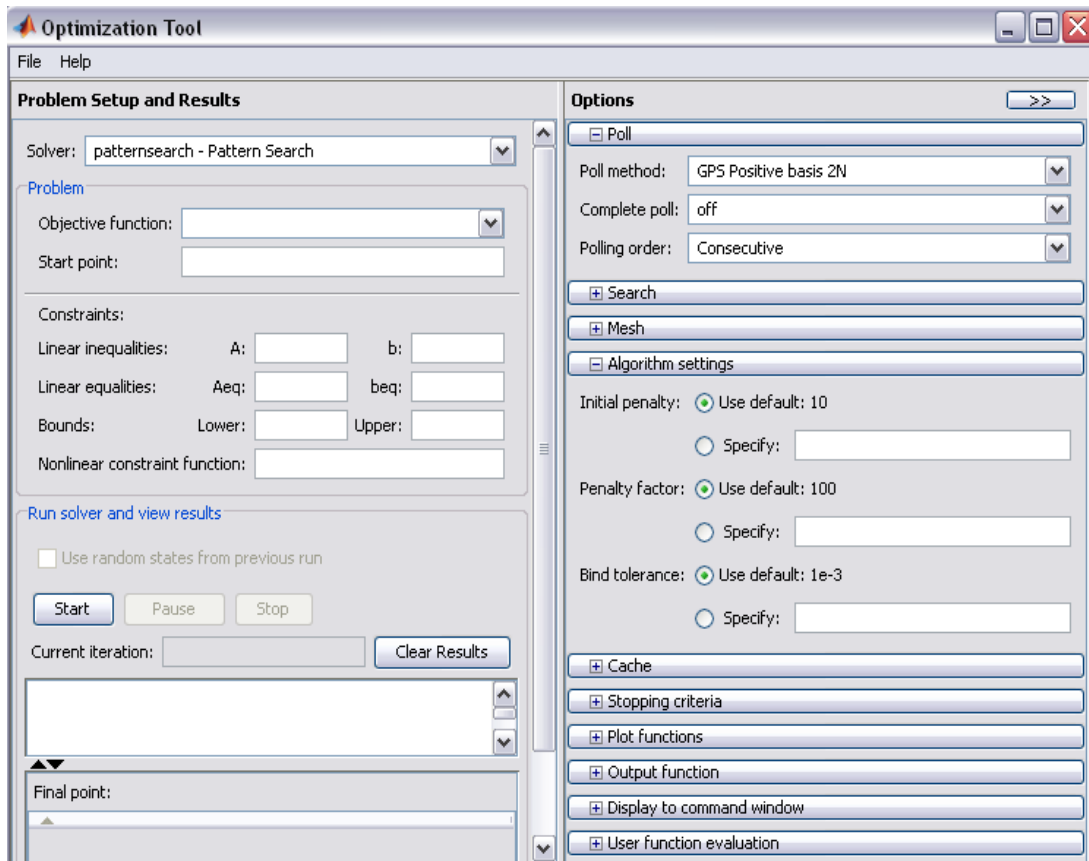 Optimization Tool
File Help
Problem Setup and Results
Solver: patternsearch - Pattern Search
Problem
Objective function:
Start point:
Constraints:
Linear inequalities: A: b:
Linear equalities: Aeq: beq:
Bounds: Lower: Upper:
Nonlinear constraint function:
Run solver and view results
Use random states from previous run
Start Pause Stop
Current iteration: Clear Results
Final point:
Options >>
Poll
Poll method: GPS Positive basis 2N
Complete poll: off
Polling order: Consecutive
Search
Mesh
Algorithm settings
Initial penalty: Use default: 10
Specify:
Penalty factor: Use default: 100
Specify:
Bind tolerance: Use default: 1e-3
Specify:
Cache
Stopping criteria
Plot functions
Output function
Display to command window
User function evaluation